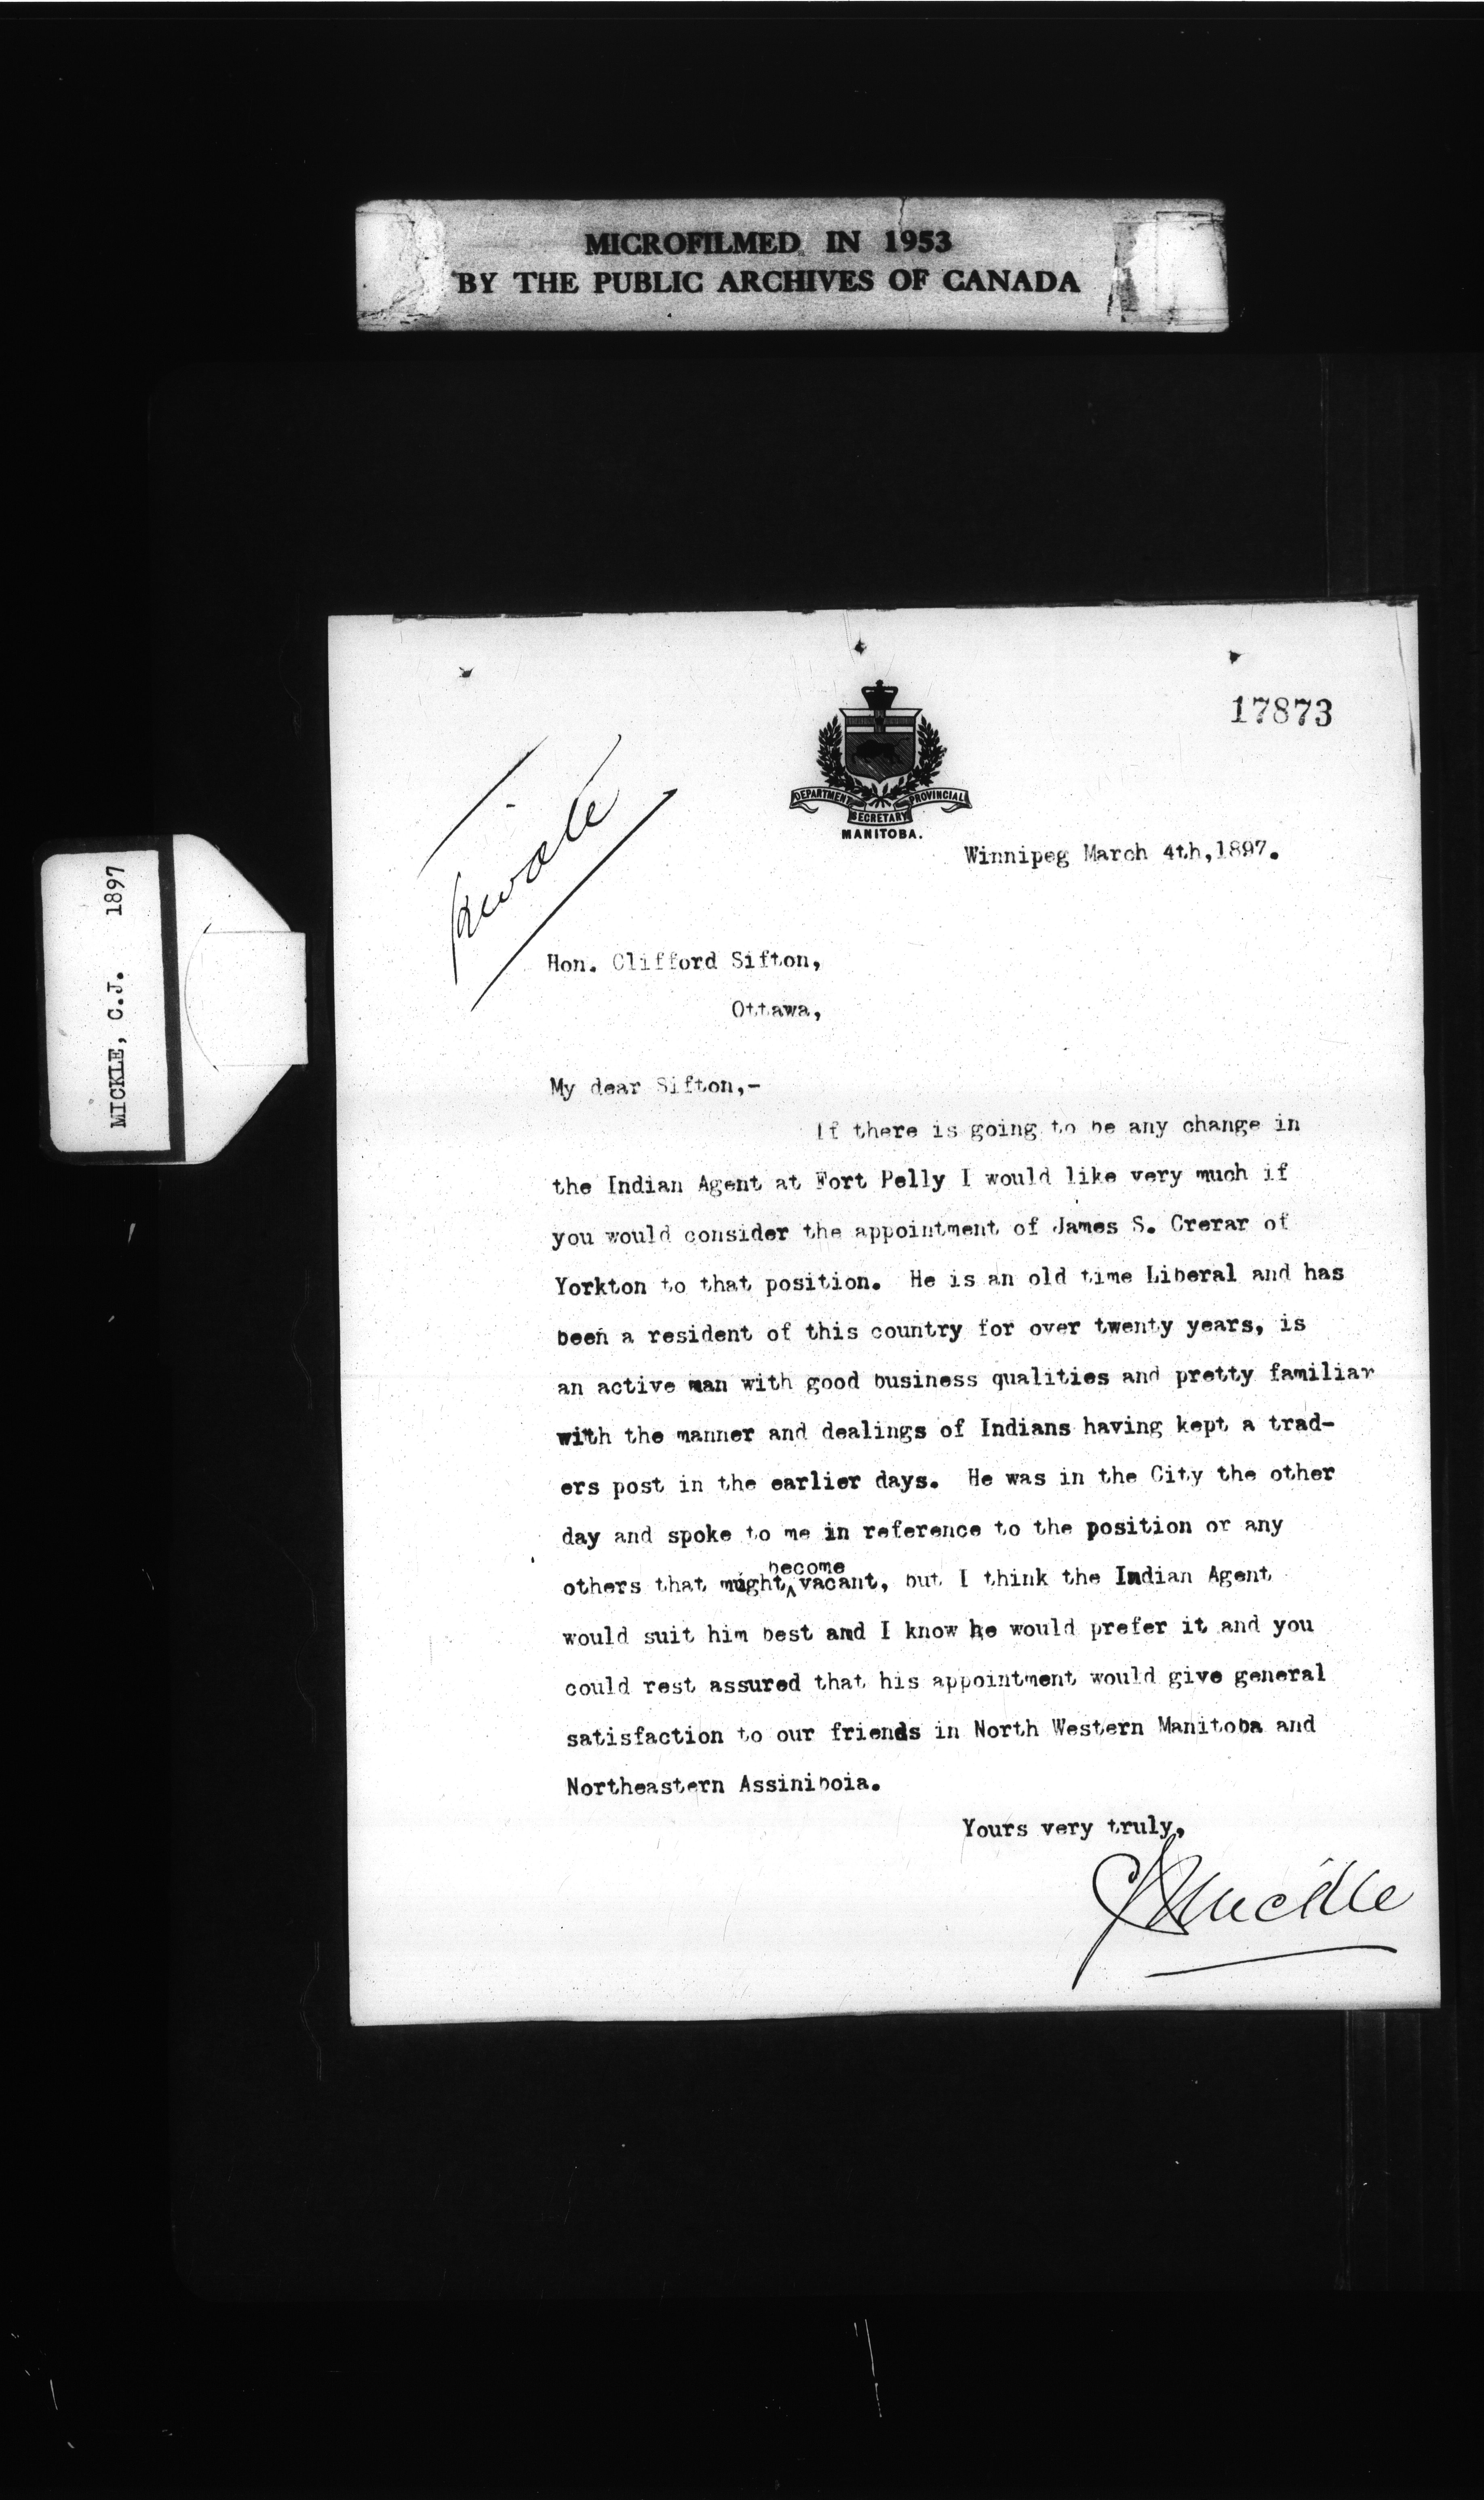 MICROFILMED IN 1953
BY THE PUBLIC ARCHIVES OF CANADA
MICKLE, C.J. 1897
17873
DEPARTMENT PROVINCIAL
SECRETARY
MANITOBA.
Private
Winnipeg March 4th,1897.
Hon. Clifford Sifton,
Ottawa,
My dear Sifton,-
If there is going to be any change in
the Indian Agent at Fort Pelly I would like very much if
you would consider the appointment of James S. Crerar of
Yorkton to that position. He is an old time Liberal and has
been a resident of this country for over twenty years, is
an active man with good business qualities and pretty familiar
with the manner and dealings of Indians having kept a trad-
ers post in the earlier days. He was in the City the other
day and spoke to me in reference to the position or any
become
others that might ^ vacant, but I think the Indian Agent
would suit him best and I know he would prefer it and you
could rest assured that his appointment would give general
satisfaction to our friends in North Western Manitoba and
Northeastern Assiniboia.
Yours very truly,
CJMickle